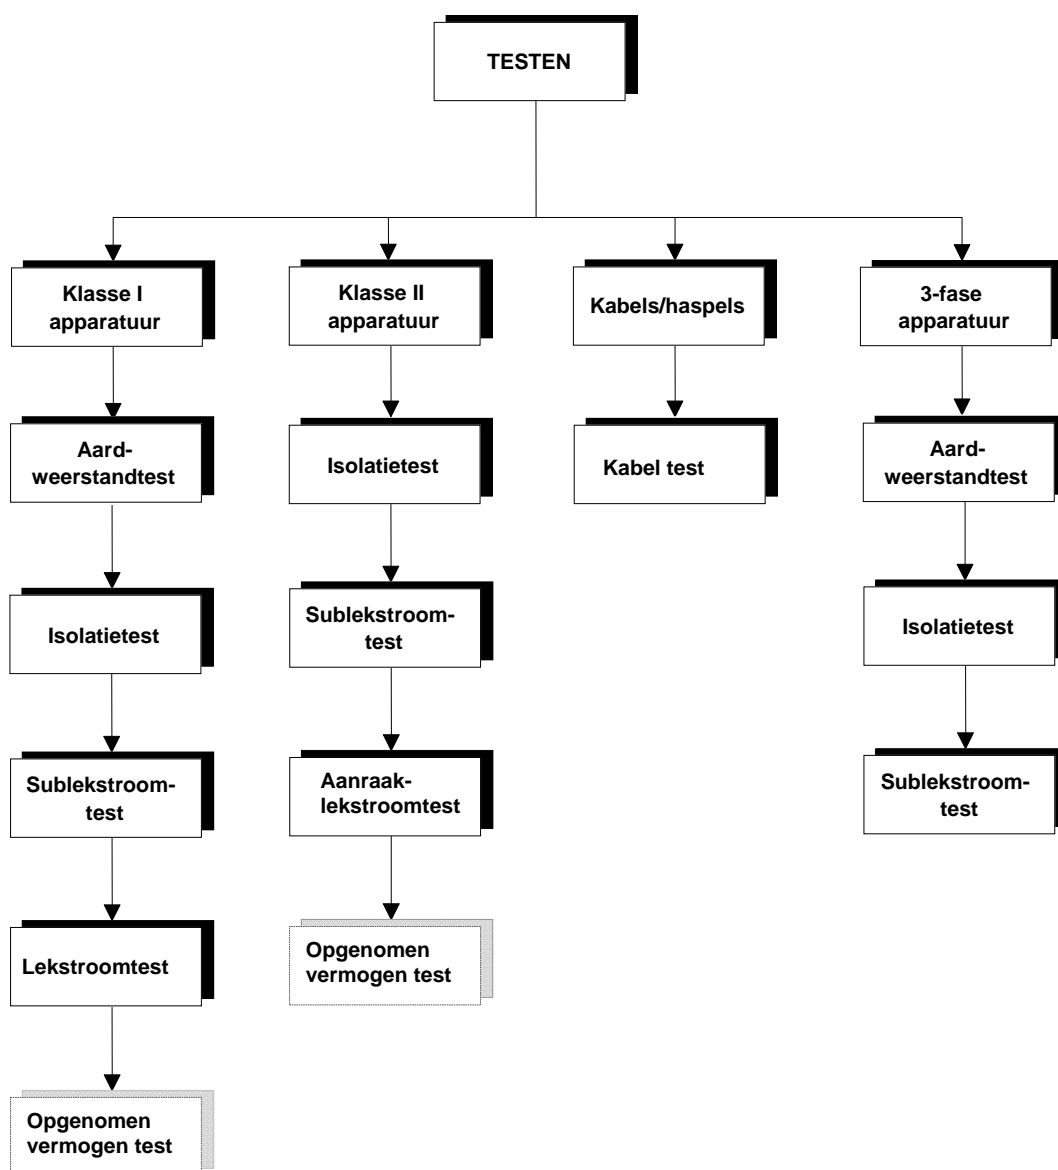 TESTEN
Klasse I
apparatuur
Aard-
weerstandtest
Isolatietest
Sublekstroom-
test
Lekstroomtest
Opgenomen
vermogen test
Klasse II
apparatuur
Isolatietest
Sublekstroom-
test
Aanraak-
lekstroomtest
Opgenomen
vermogen test
Kabels/haspels
Kabel test
3-fase
apparatuur
Aard-
weerstandtest
Isolatietest
Sublekstroom-
test